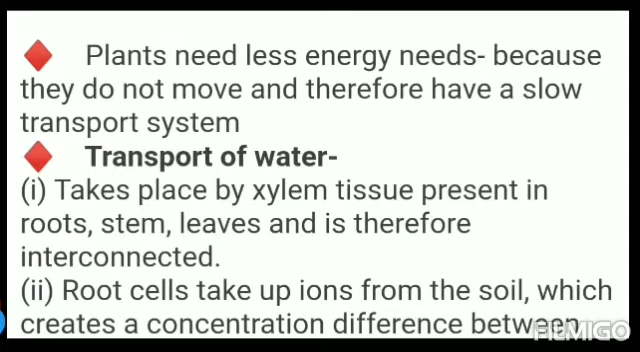 Plants need less energy needs- because
they do not move and therefore have a slow
transport system
Transport of water-
(i) Takes place by xylem tissue present in
roots, stem, leaves and is therefore
interconnected.
(ii) Root cells take up ions from the soil, which
creates a concentration difference between
FILMIGO